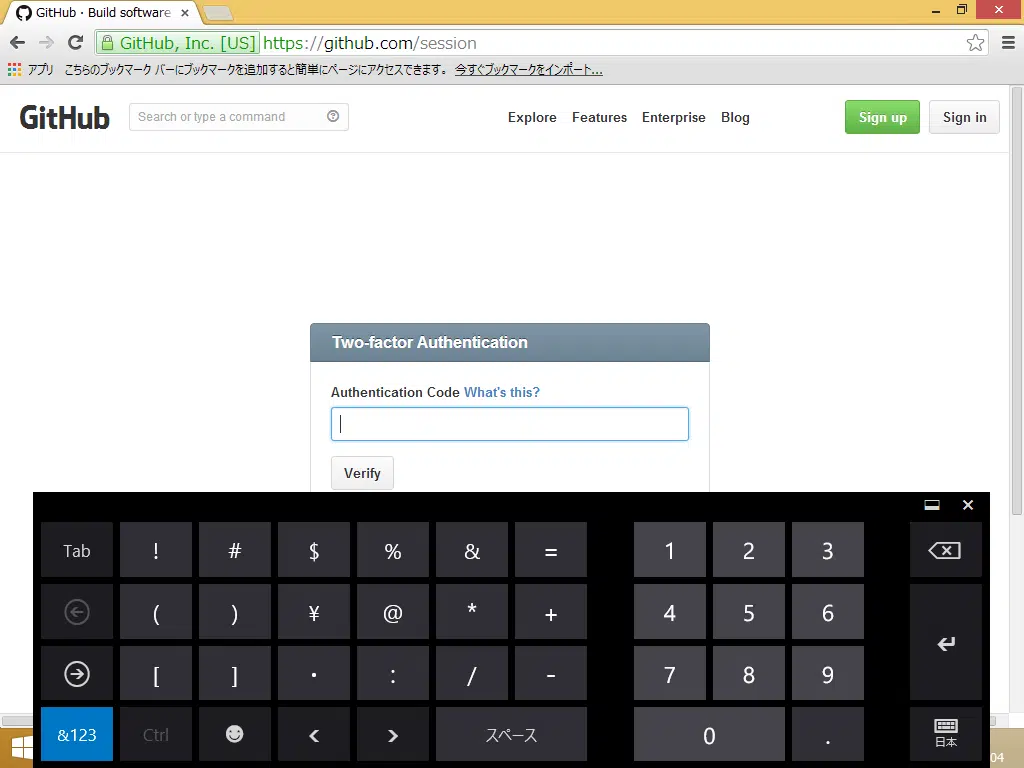 GitHub · Build software
GitHub, Inc. [US] https://github.com/session
アプリ こちらのブックマーク バーにブックマークを追加すると簡単にページにアクセスできます。 今すぐブックマークをインポート...
GitHub Search or type a command Explore Features Enterprise Blog Sign up Sign in
Two-factor Authentication
Authentication Code What's this?
Verify
Tab ! # $ % & = 1 2 3
( ) ¥ @ * + 4 5 6
[ ] ・ : / - 7 8 9
&123 Ctrl < > スペース 0 . 日本
04